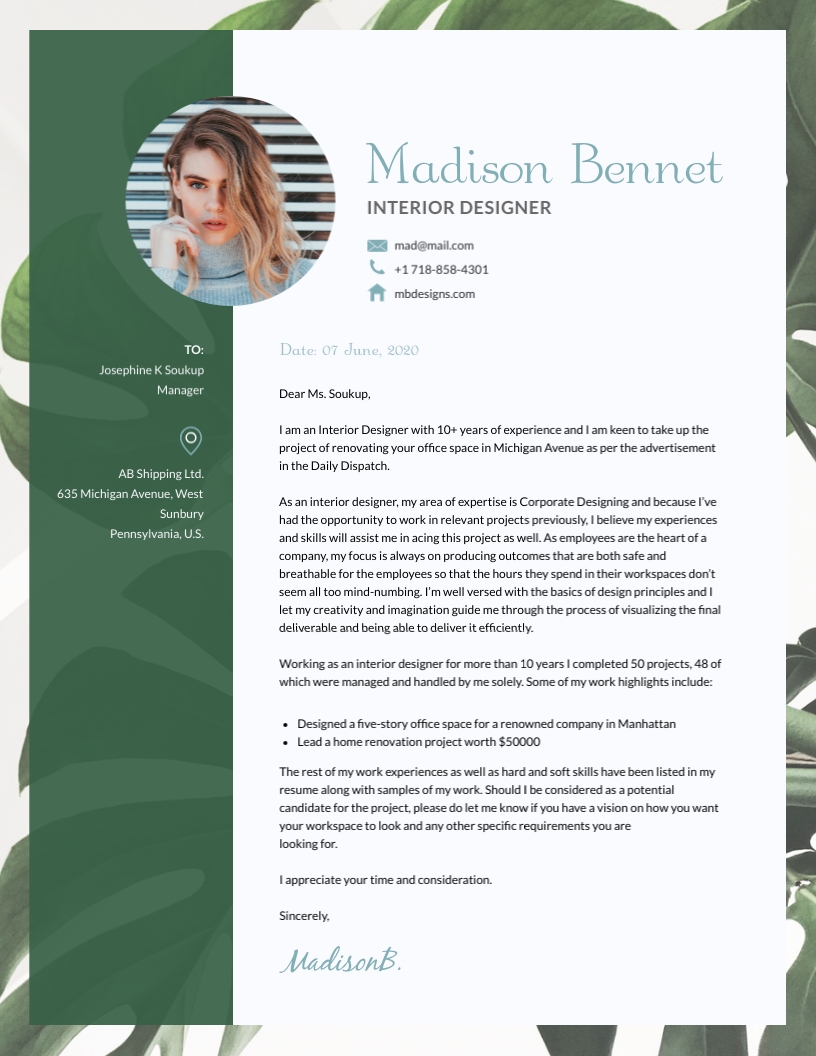 Madison Bennet
INTERIOR DESIGNER
mad@mail.com
+1 718-858-4301
mbdesigns.com
TO:
Josephine K Soukup
Manager
AB Shipping Ltd.
635 Michigan Avenue, West
Sunbury
Pennsylvania, U.S.
Date: 07 June, 2020
Dear Ms. Soukup,
I am an Interior Designer with 10+ years of experience and I am keen to take up the
project of renovating your office space in Michigan Avenue as per the advertisement
in the Daily Dispatch.
As an interior designer, my area of expertise is Corporate Designing and because I’ve
had the opportunity to work in relevant projects previously, I believe my experiences
and skills will assist me in acing this project as well. As employees are the heart of a
company, my focus is always on producing outcomes that are both safe and
breathable for the employees so that the hours they spend in their workspaces don’t
seem all too mind-numbing. I’m well versed with the basics of design principles and I
let my creativity and imagination guide me through the process of visualizing the final
deliverable and being able to deliver it efficiently.
Working as an interior designer for more than 10 years I completed 50 projects, 48 of
which were managed and handled by me solely. Some of my work highlights include:
• Designed a five-story office space for a renowned company in Manhattan
• Lead a home renovation project worth $50000
The rest of my work experiences as well as hard and soft skills have been listed in my
resume along with samples of my work. Should I be considered as a potential
candidate for the project, please do let me know if you have a vision on how you want
your workspace to look and any other specific requirements you are
looking for.
I appreciate your time and consideration.
Sincerely,
MadisonB.